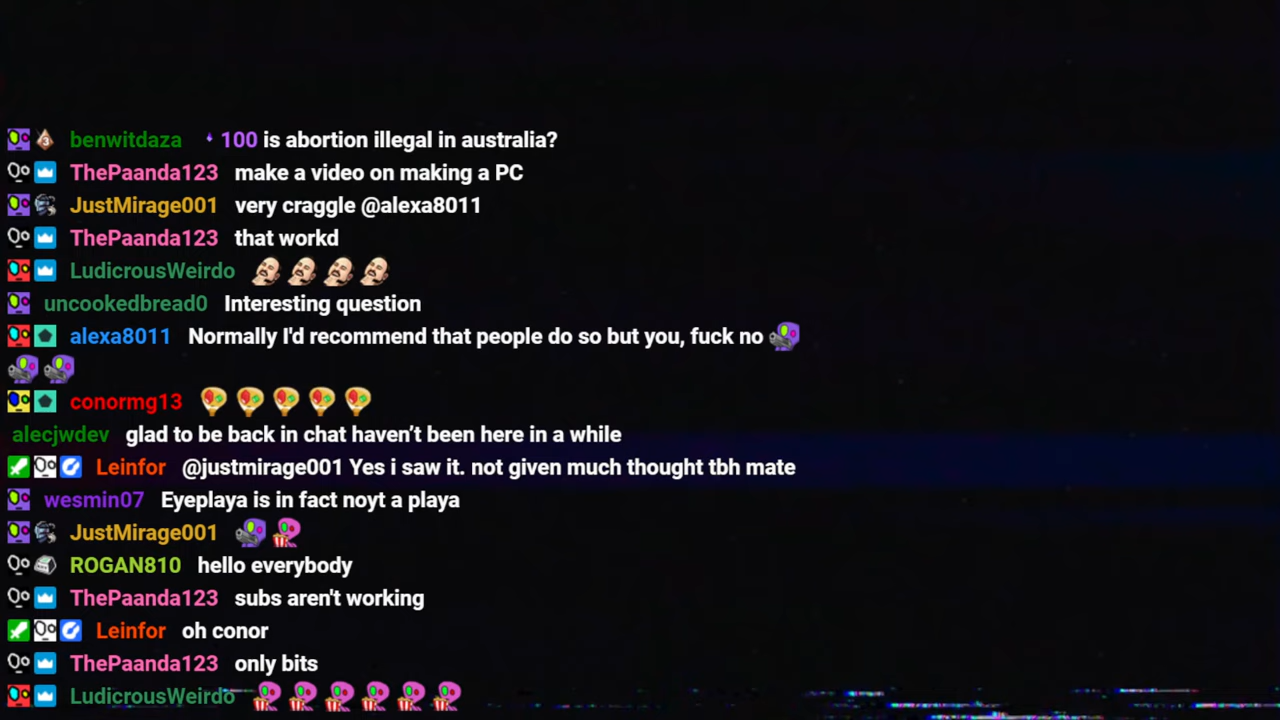 benwitdaza 100 is abortion illegal in australia?
ThePaanda123 make a video on making a PC
JustMirage001 very craggle @alexa8011
ThePaanda123 that workd
LudicrousWeirdo
uncookedbread0 Interesting question
alexa8011 Normally I'd recommend that people do so but you, fuck no
conormg13
alecjwdev glad to be back in chat haven’t been here in a while
Leinfor @justmirage001 Yes i saw it. not given much thought tbh mate
wesmin07 Eyeplaya is in fact noyt a playa
JustMirage001
ROGAN810 hello everybody
ThePaanda123 subs aren't working
Leinfor oh conor
ThePaanda123 only bits
LudicrousWeirdo